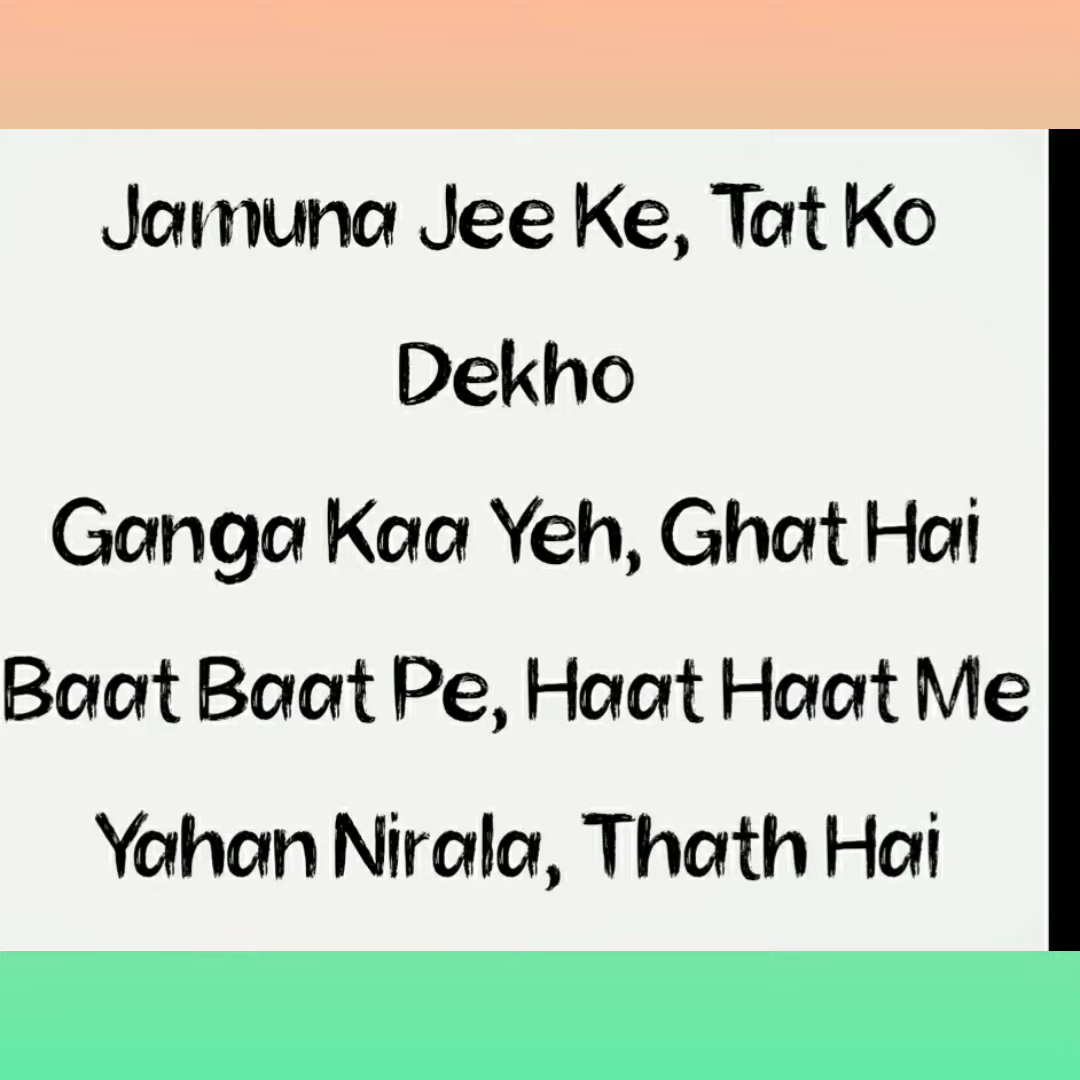 Jamuna Jee Ke, Tat Ko
Dekho
Ganga Kaa Yeh, Ghat Hai
Baat Baat Pe, Haat Haat Me
Yahan Nirala, Thath Hai